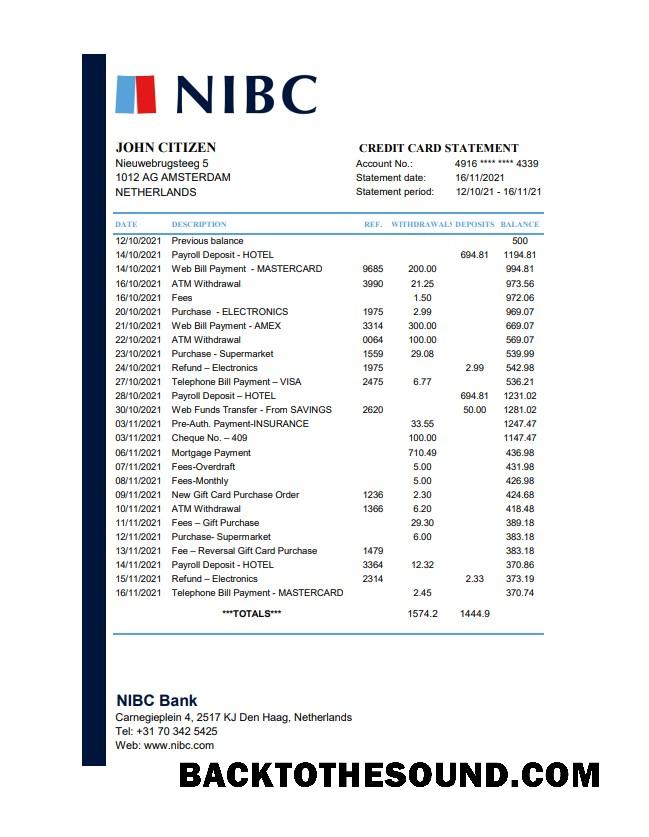 NIBC
JOHN CITIZEN
Nieuwebrugsteeg 5
1012 AG AMSTERDAM
NETHERLANDS
CREDIT CARD STATEMENT
Account No.: 4916 **** **** 4339
Statement date: 16/11/2021
Statement period: 12/10/21 - 16/11/21
DATE DESCRIPTION REF. WITHDRAWALS DEPOSITS BALANCE
12/10/2021 Previous balance 500
14/10/2021 Payroll Deposit - HOTEL 694.81 1194.81
14/10/2021 Web Bill Payment - MASTERCARD 9685 200.00 994.81
16/10/2021 ATM Withdrawal 3990 21.25 973.56
16/10/2021 Fees 1.50 972.06
20/10/2021 Purchase - ELECTRONICS 1975 2.99 969.07
21/10/2021 Web Bill Payment - AMEX 3314 300.00 669.07
22/10/2021 ATM Withdrawal 0064 100.00 569.07
23/10/2021 Purchase - Supermarket 1559 29.08 539.99
24/10/2021 Refund – Electronics 1975 2.99 542.98
27/10/2021 Telephone Bill Payment – VISA 2475 6.77 536.21
28/10/2021 Payroll Deposit – HOTEL 694.81 1231.02
30/10/2021 Web Funds Transfer - From SAVINGS 2620 50.00 1281.02
03/11/2021 Pre-Auth. Payment-INSURANCE 33.55 1247.47
03/11/2021 Cheque No. – 409 100.00 1147.47
06/11/2021 Mortgage Payment 710.49 436.98
07/11/2021 Fees-Overdraft 5.00 431.98
08/11/2021 Fees-Monthly 5.00 426.98
09/11/2021 New Gift Card Purchase Order 1236 2.30 424.68
10/11/2021 ATM Withdrawal 1366 6.20 418.48
11/11/2021 Fees – Gift Purchase 29.30 389.18
12/11/2021 Purchase- Supermarket 6.00 383.18
13/11/2021 Fee – Reversal Gift Card Purchase 1479 383.18
14/11/2021 Payroll Deposit - HOTEL 3364 12.32 370.86
15/11/2021 Refund – Electronics 2314 2.33 373.19
16/11/2021 Telephone Bill Payment - MASTERCARD 2.45 370.74
***TOTALS*** 1574.2 1444.9
NIBC Bank
Carnegieplein 4, 2517 KJ Den Haag, Netherlands
Tel: +31 70 342 5425
Web: www.nibc.com
BACKTOTHESOUND.COM